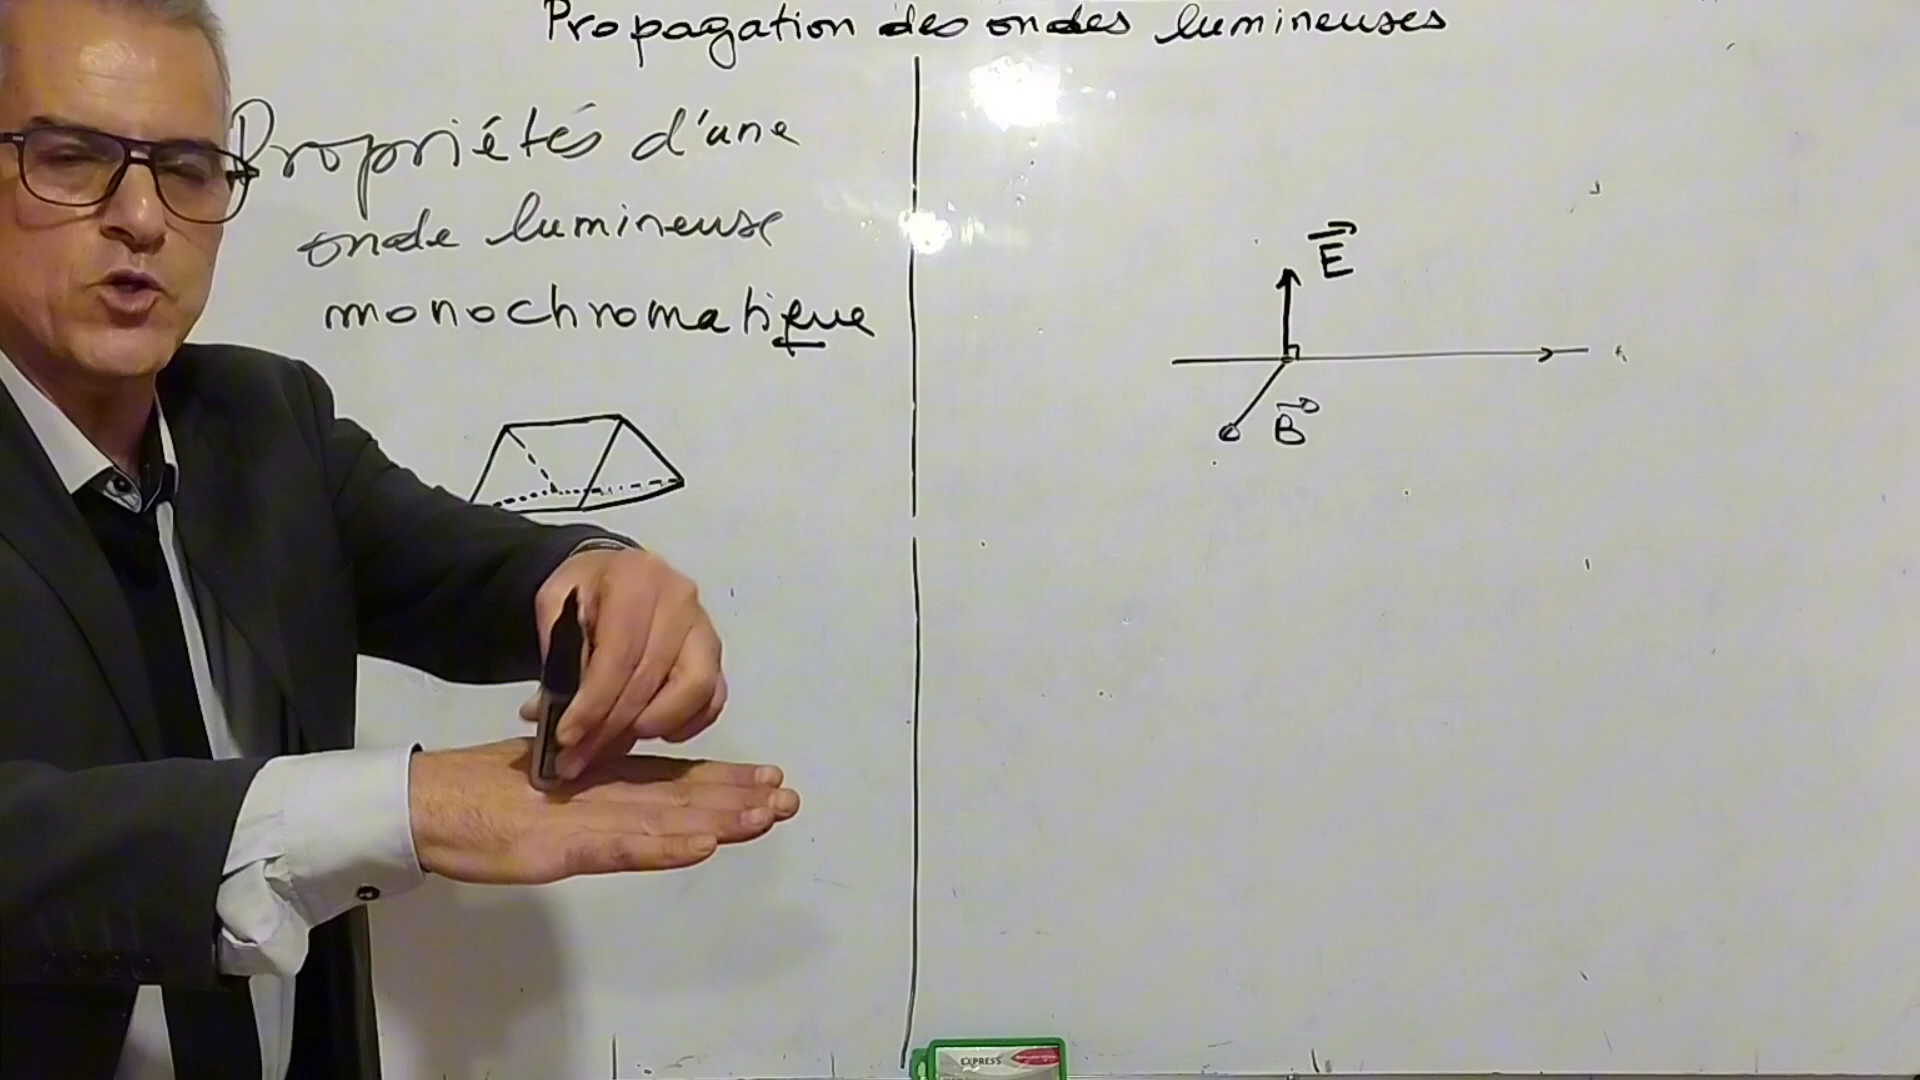 Propagation des ondes lumineuses
Propriétés d'une
onde lumineuse
monochromatique
E
B
EXPRESS